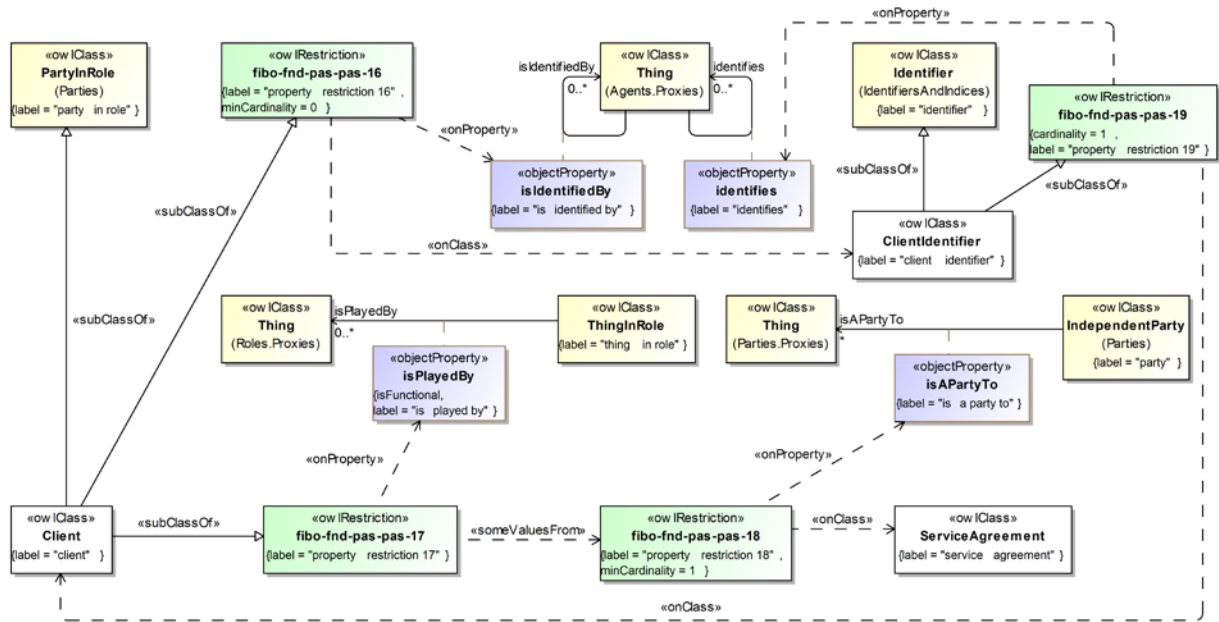 «onProperty»
«owlClass»
PartyInRole
(Parties)
{label = "party in role" }
«owlRestriction»
fibo-fnd-pas-pas-16
{label = "property restriction 16" ,
minCardinality = 0 }
isIdentifiedBy
0..*
«owlClass»
Thing
(Agents.Proxies)
identifies
0..*
«owlClass»
Identifier
(IdentifiersAndIndices)
{label = "identifier" }
«owlRestriction»
fibo-fnd-pas-pas-19
{cardinality = 1 ,
label = "property restriction 19" }
«onProperty»
«objectProperty»
isIdentifiedBy
{label = "is identified by" }
«objectProperty»
identifies
{label = "identifies" }
«subClassOf»
«subClassOf»
«subClassOf»
«onClass»
«owlClass»
ClientIdentifier
{label = "client identifier" }
«subClassOf»
«owlClass»
Thing
(Roles.Proxies)
isPlayedBy
0..*
«owlClass»
ThingInRole
{label = "thing in role" }
«owlClass»
Thing
(Parties.Proxies)
isAPartyTo
*
«owlClass»
IndependentParty
(Parties)
{label = "party" }
«objectProperty»
isPlayedBy
{isFunctional,
label = "is played by" }
«objectProperty»
isAPartyTo
{label = "is a party to" }
«onProperty»
«onProperty»
«owlClass»
Client
{label = "client" }
«subClassOf»
«owlRestriction»
fibo-fnd-pas-pas-17
{label = "property restriction 17" }
«someValuesFrom»
«owlRestriction»
fibo-fnd-pas-pas-18
{label = "property restriction 18" ,
minCardinality = 1 }
«onClass»
«owlClass»
ServiceAgreement
{label = "service agreement" }
«onClass»